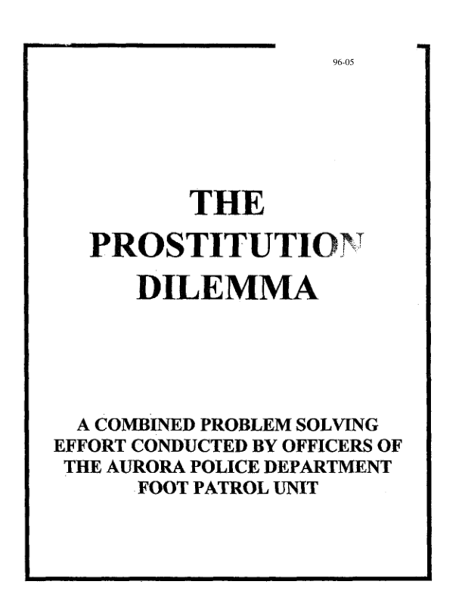 96-05
THE
PROSTITUTION
DILEMMA
A COMBINED PROBLEM SOLVING
EFFORT CONDUCTED BY OFFICERS OF
THE AURORA POLICE DEPARTMENT
FOOT PATROL UNIT